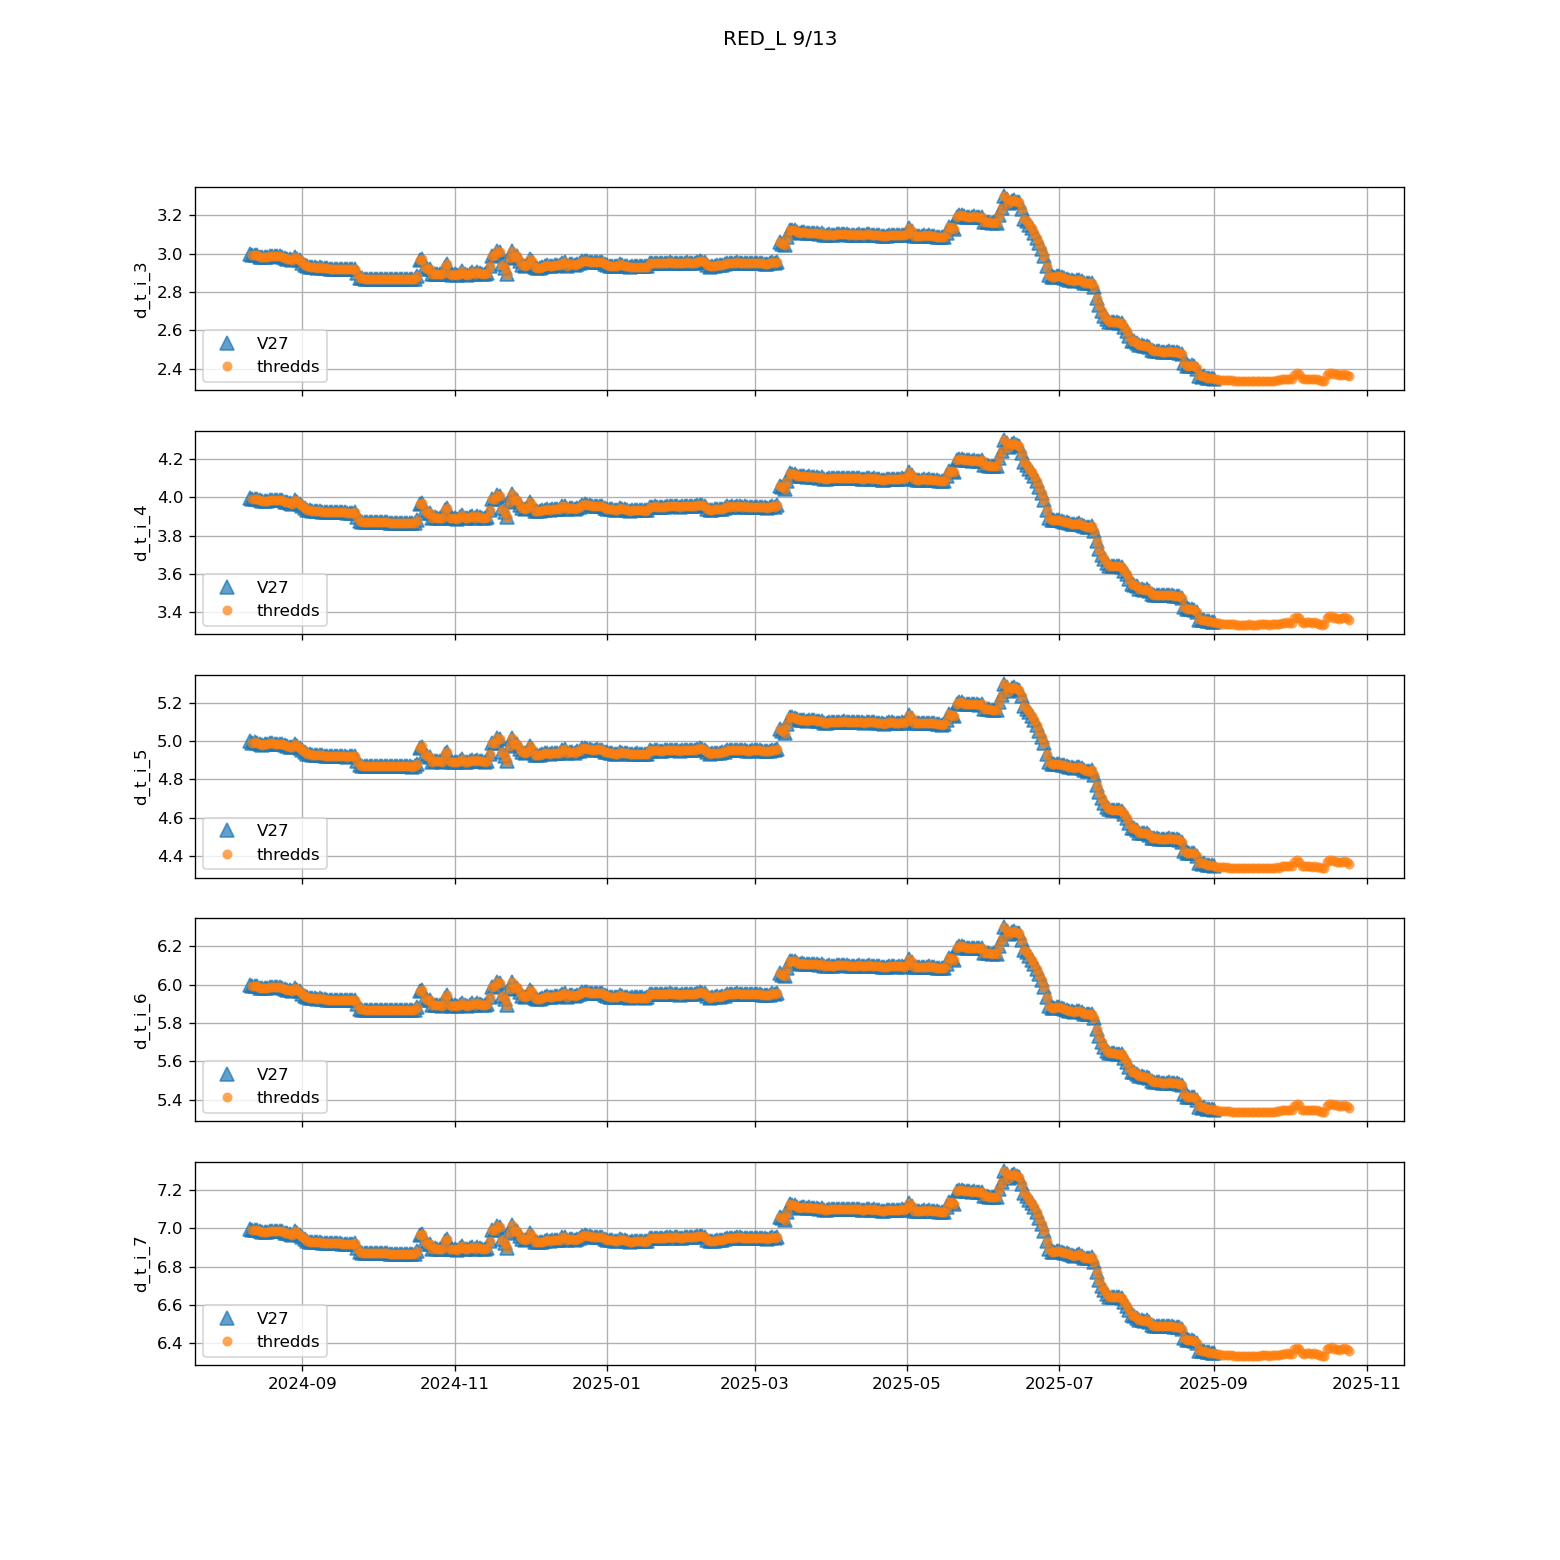 RED_L 9/13
3.2
3.0
2.8
2.6
2.4
d_t_i_3
V27
thredds
4.2
4.0
3.8
3.6
3.4
d_t_i_4
V27
thredds
5.2
5.0
4.8
4.6
4.4
d_t_i_5
V27
thredds
6.2
6.0
5.8
5.6
5.4
d_t_i_6
V27
thredds
7.2
7.0
6.8
6.6
6.4
d_t_i_7
V27
thredds
2024-09 2024-11 2025-01 2025-03 2025-05 2025-07 2025-09 2025-11